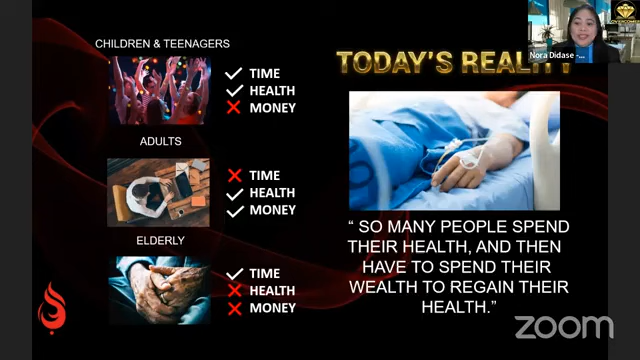 CHILDREN & TEENAGERS
TIME
HEALTH
MONEY
ADULTS
TIME
HEALTH
MONEY
ELDERLY
TIME
HEALTH
MONEY
TODAY'S REALITY
“ SO MANY PEOPLE SPEND
THEIR HEALTH, AND THEN
HAVE TO SPEND THEIR
WEALTH TO REGAIN THEIR
HEALTH.”
Nora Didase -...
zoom